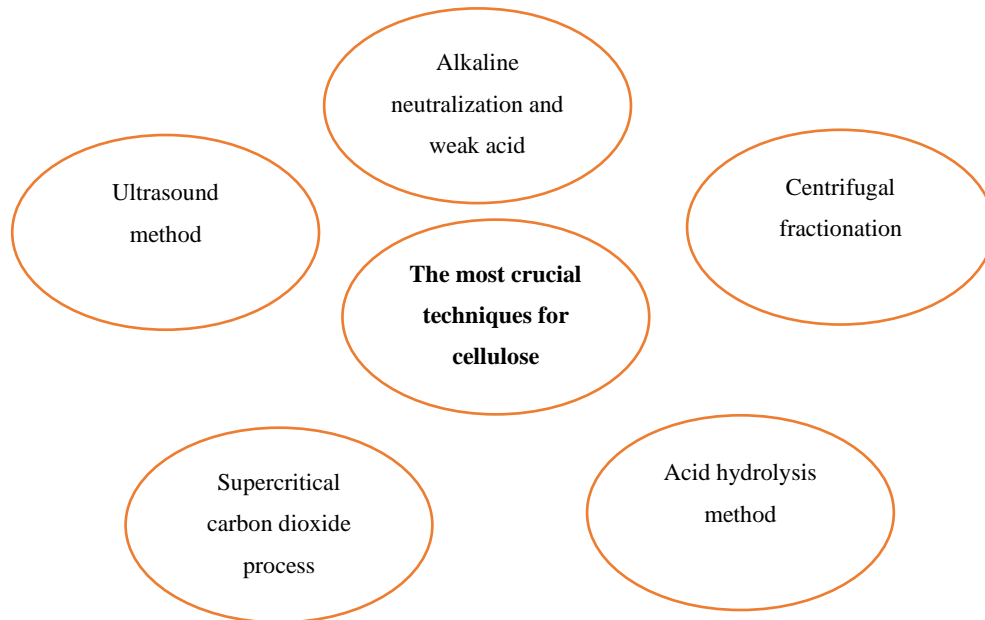 Alkaline
neutralization and
weak acid
Ultrasound
method
Centrifugal
fractionation
The most crucial
techniques for
cellulose
Supercritical
carbon dioxide
process
Acid hydrolysis
method